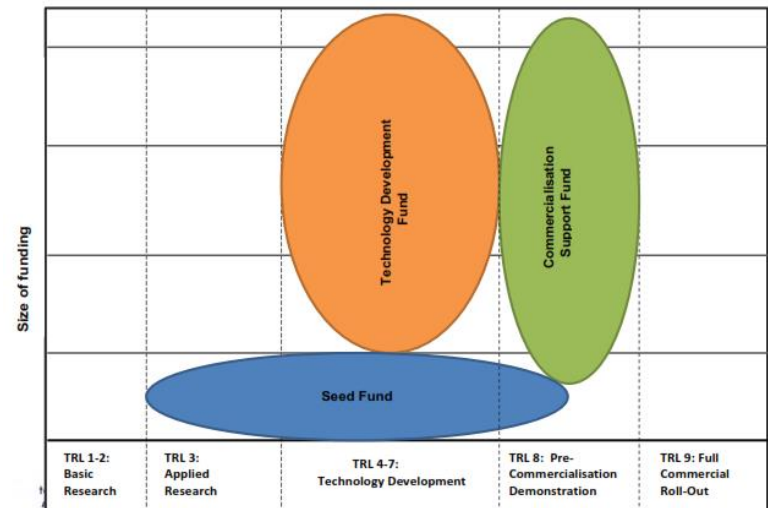 Size of funding
Technology Development
Fund
Commercialisation
Support Fund
Seed Fund
TRL 1-2:
Basic
Research
TRL 3:
Applied
Research
TRL 4-7:
Technology Development
TRL 8: Pre-
Commercialisation
Demonstration
TRL 9: Full
Commercial
Roll-Out